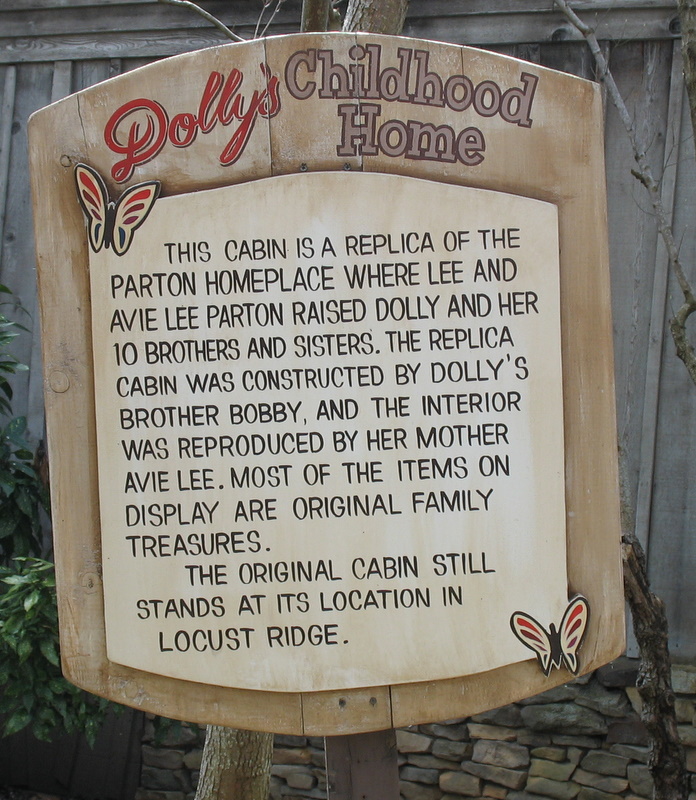 Dolly's Childhood
Home
THIS CABIN IS A REPLICA OF THE
PARTON HOMEPLACE WHERE LEE AND
AVIE LEE PARTON RAISED DOLLY AND HER
10 BROTHERS AND SISTERS. THE REPLICA
CABIN WAS CONSTRUCTED BY DOLLY'S
BROTHER BOBBY, AND THE INTERIOR
WAS REPRODUCED BY HER MOTHER
AVIE LEE. MOST OF THE ITEMS ON
DISPLAY ARE ORIGINAL FAMILY
TREASURES.
THE ORIGINAL CABIN STILL
STANDS AT ITS LOCATION IN
LOCUST RIDGE.